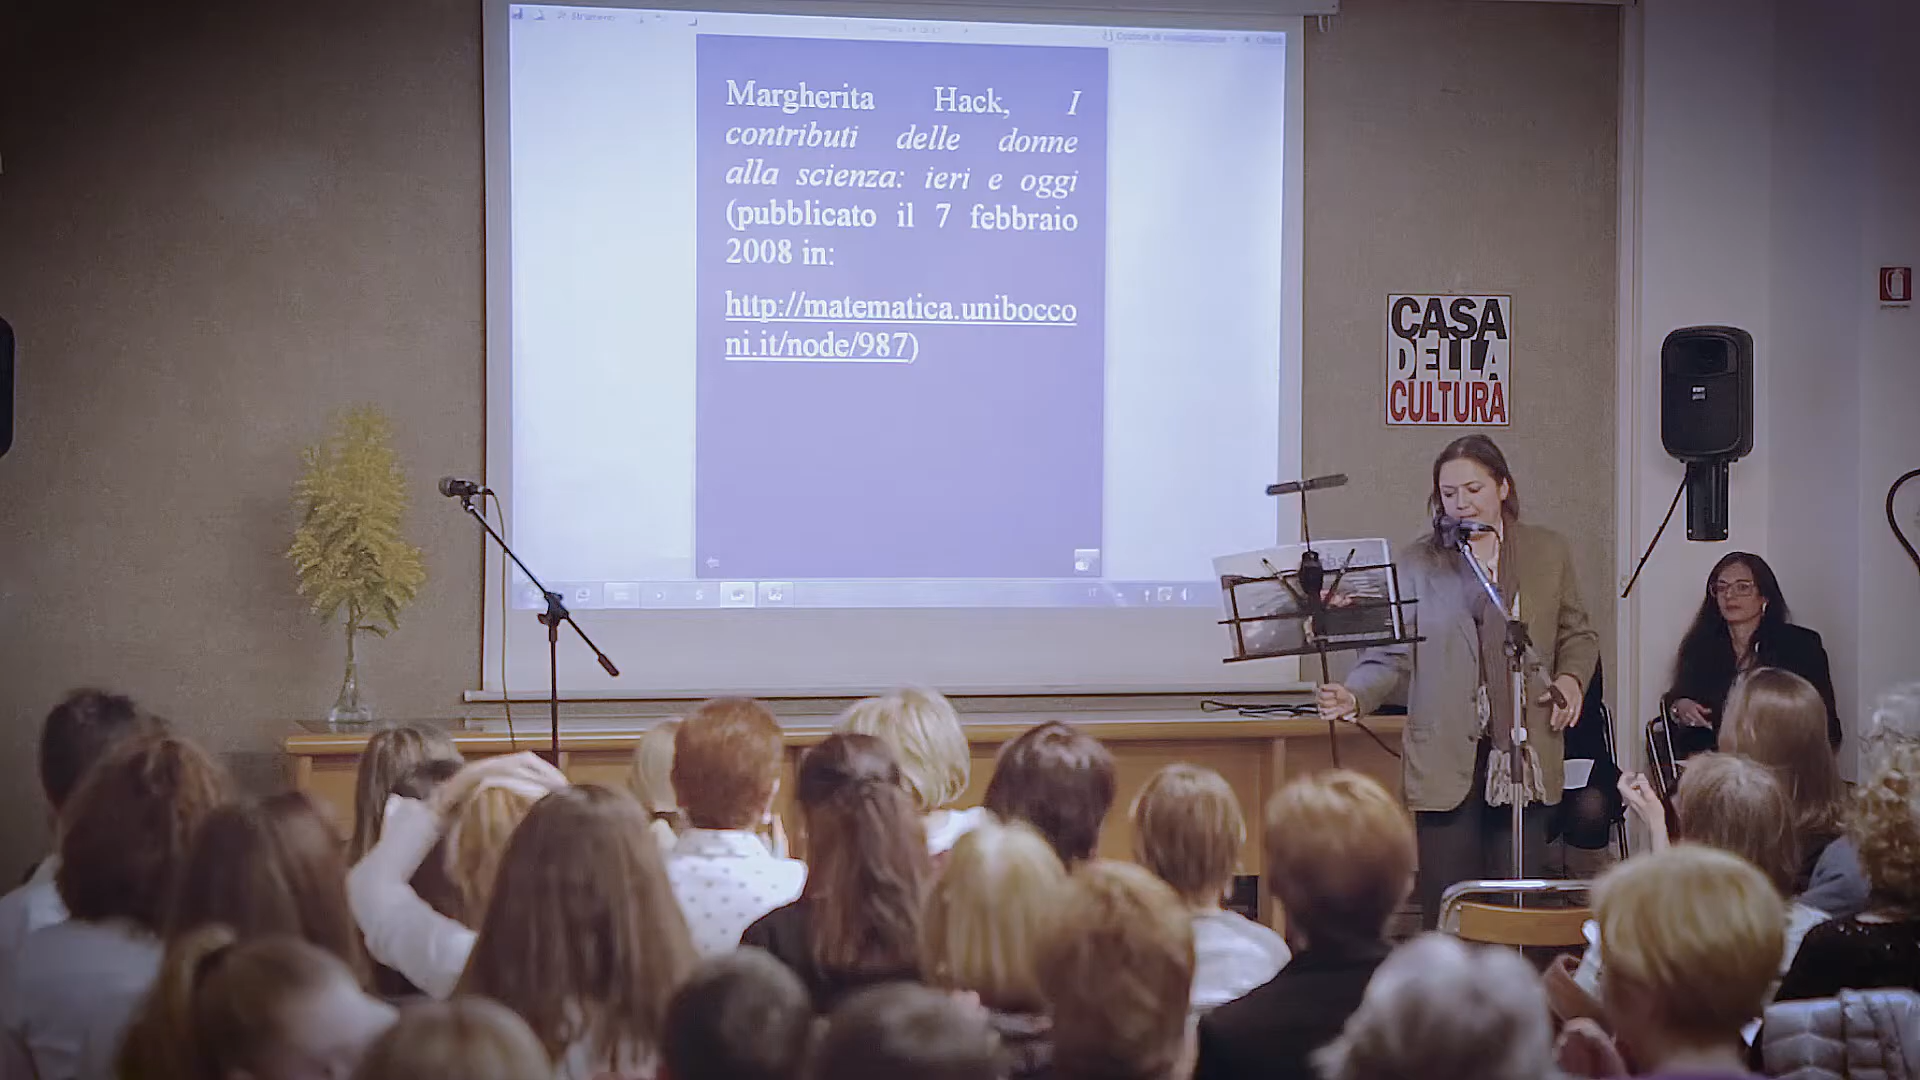 Strumenti
Margherita Hack, I
contributi delle donne
alla scienza: ieri e oggi
(pubblicato il 7 febbraio
2008 in:
http://matematica.unibocco
ni.it/node/987)
CASA
DELLA
CULTURA